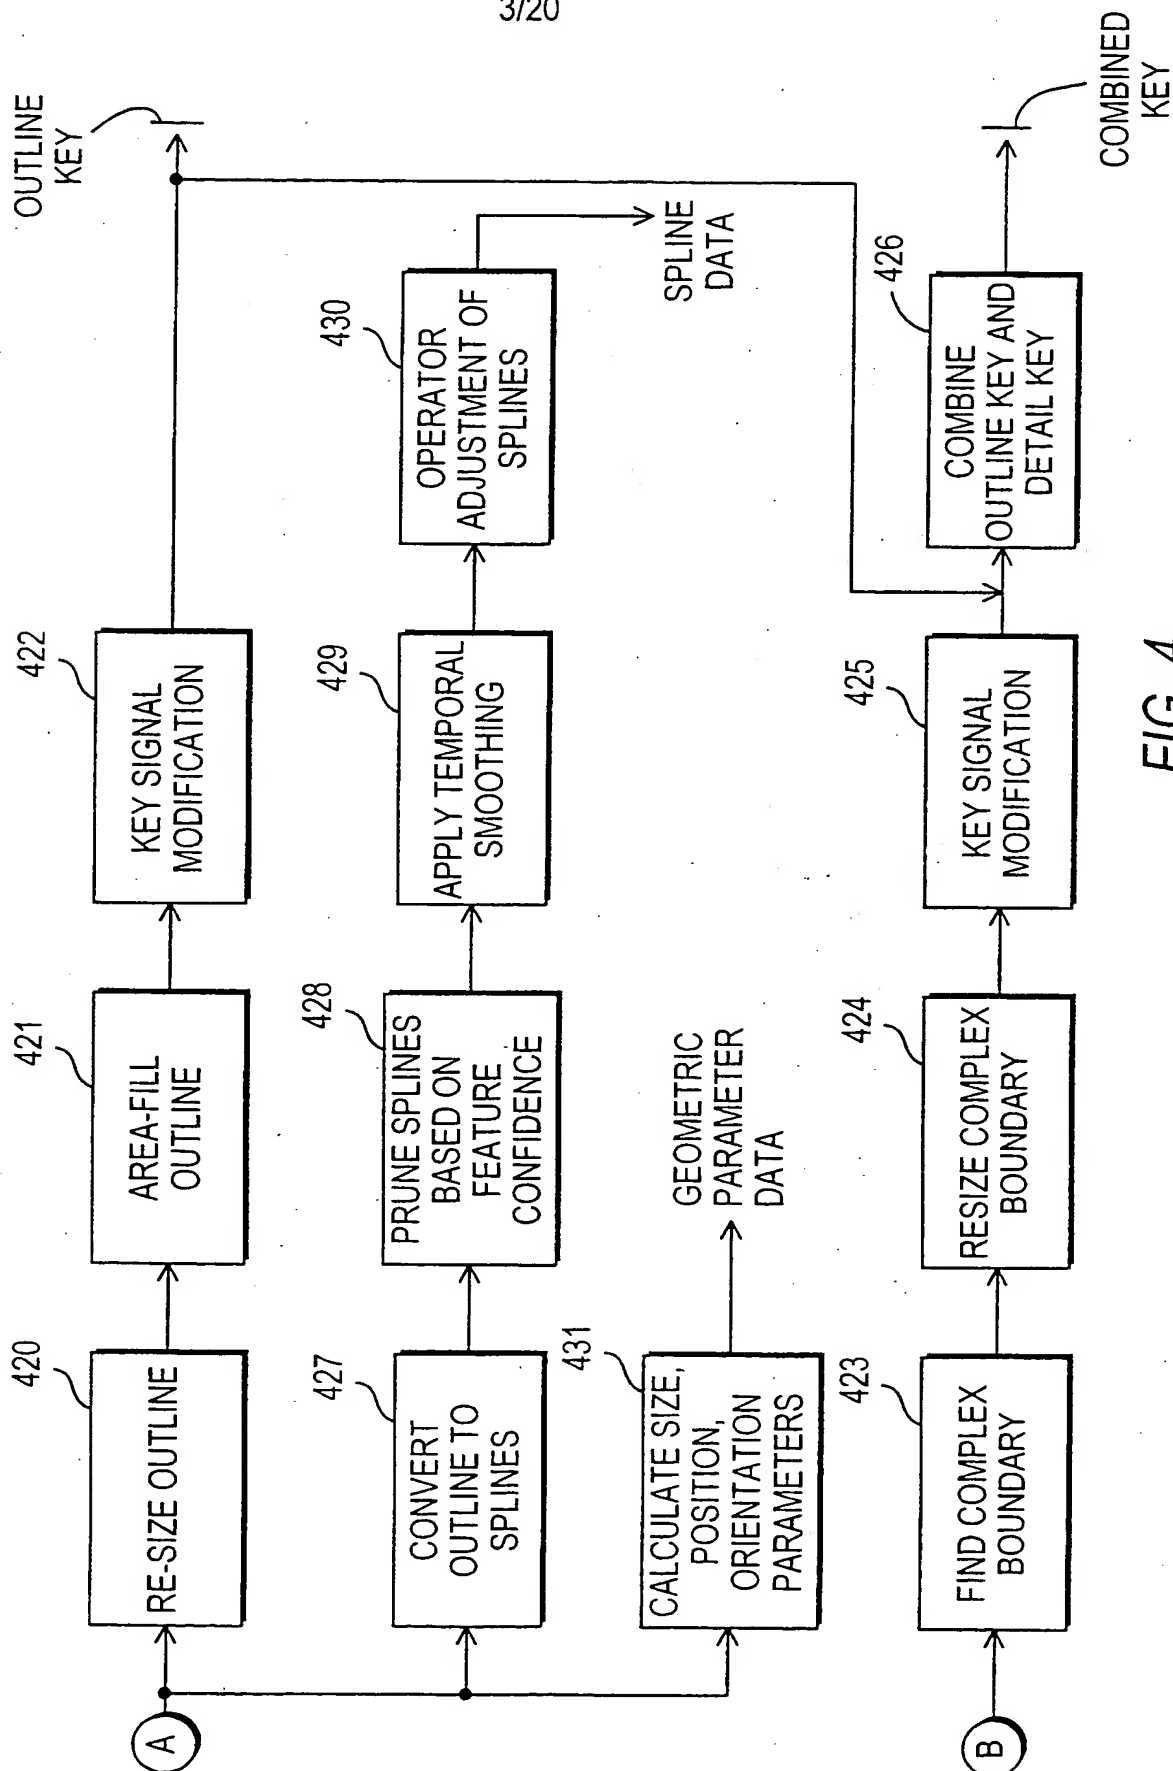 3/20
OUTLINE
KEY
COMBINED
KEY
A
420
RE-SIZE OUTLINE
421
AREA-FILL
OUTLINE
422
KEY SIGNAL
MODIFICATION
427
CONVERT
OUTLINE TO
SPLINES
428
PRUNE SPLINES
BASED ON
FEATURE
CONFIDENCE
429
APPLY TEMPORAL
SMOOTHING
430
OPERATOR
ADJUSTMENT OF
SPLINES
SPLINE
DATA
431
CALCULATE SIZE,
POSITION,
ORIENTATION
PARAMETERS
GEOMETRIC
PARAMETER
DATA
B
423
FIND COMPLEX
BOUNDARY
424
RESIZE COMPLEX
BOUNDARY
425
KEY SIGNAL
MODIFICATION
426
COMBINE
OUTLINE KEY AND
DETAIL KEY
FIG. 4